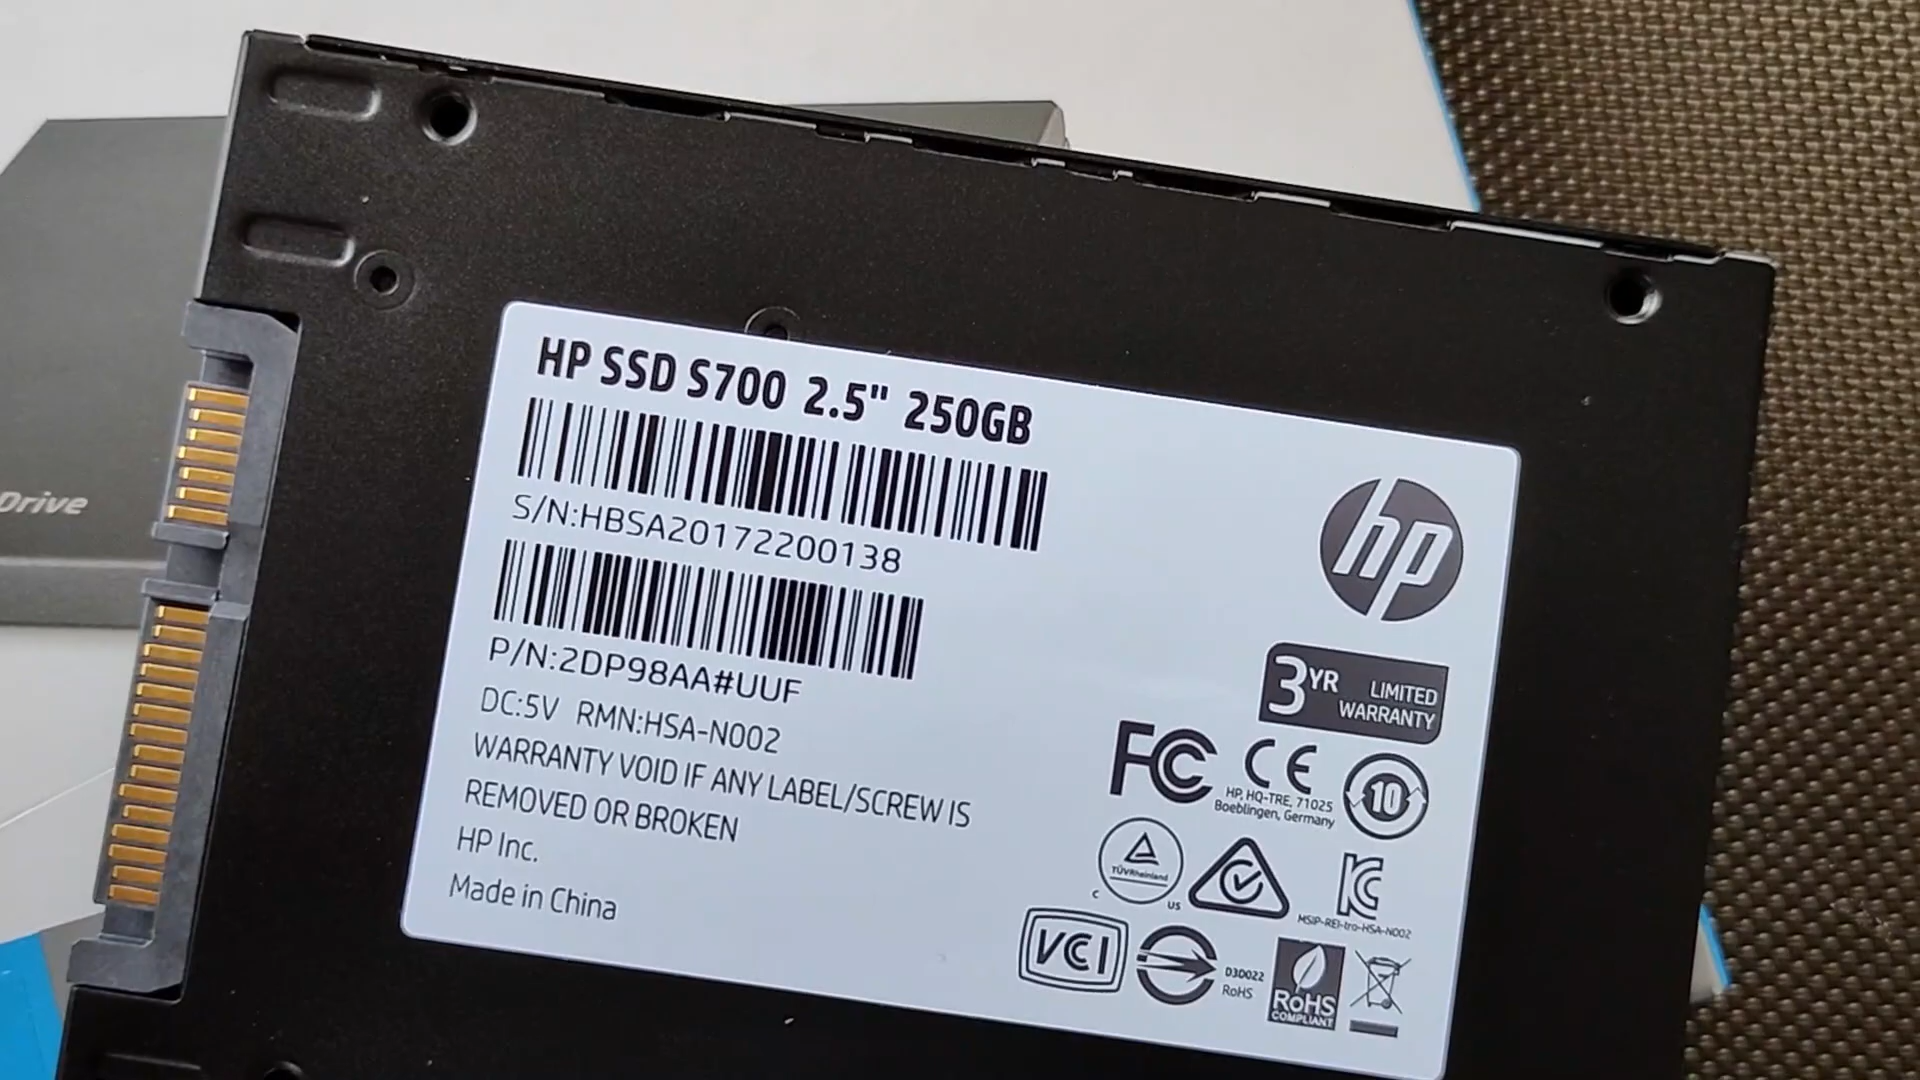 Drive
HP SSD S700 2.5" 250GB
S/N:HBSA20172200138
P/N:2DP98AA#UUF
DC:5V RMN:HSA-N002
WARRANTY VOID IF ANY LABEL/SCREW IS
REMOVED OR BROKEN
HP Inc.
Made in China
hp
3YR LIMITED
WARRANTY
FC CE
HP, HQ-TRE, 71025
Boeblingen, Germany
10
TÜVRheinland
C US
MSIP-REI-tro-HSA-N002
VCI
D3D022
RoHS
RoHS
COMPLIANT